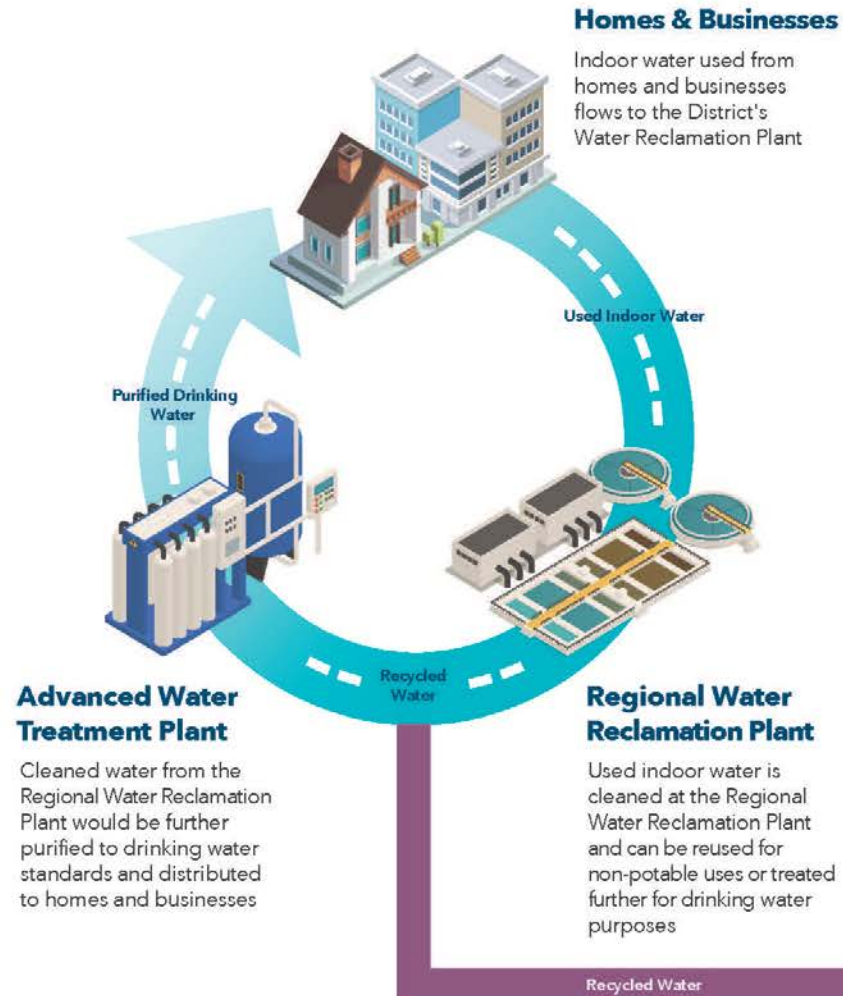 Homes & Businesses
Indoor water used from
homes and businesses
flows to the District's
Water Reclamation Plant
Used Indoor Water
Purified Drinking
Water
Recycled
Water
Advanced Water
Treatment Plant
Cleaned water from the
Regional Water Reclamation
Plant would be further
purified to drinking water
standards and distributed
to homes and businesses
Regional Water
Reclamation Plant
Used indoor water is
cleaned at the Regional
Water Reclamation Plant
and can be reused for
non-potable uses or treated
further for drinking water
purposes
Recycled Water